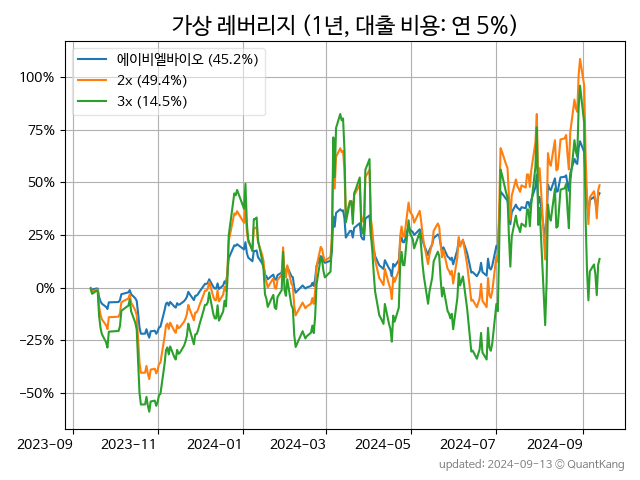 가상 레버리지 (1년, 대출 비용: 연 5%)
에이비엘바이오 (45.2%)
2x (49.4%)
3x (14.5%)
100%
75%
50%
25%
0%
−25%
−50%
2023-09
2023-11
2024-01
2024-03
2024-05
2024-07
2024-09
updated: 2024-09-13 ⓒ QuantKang